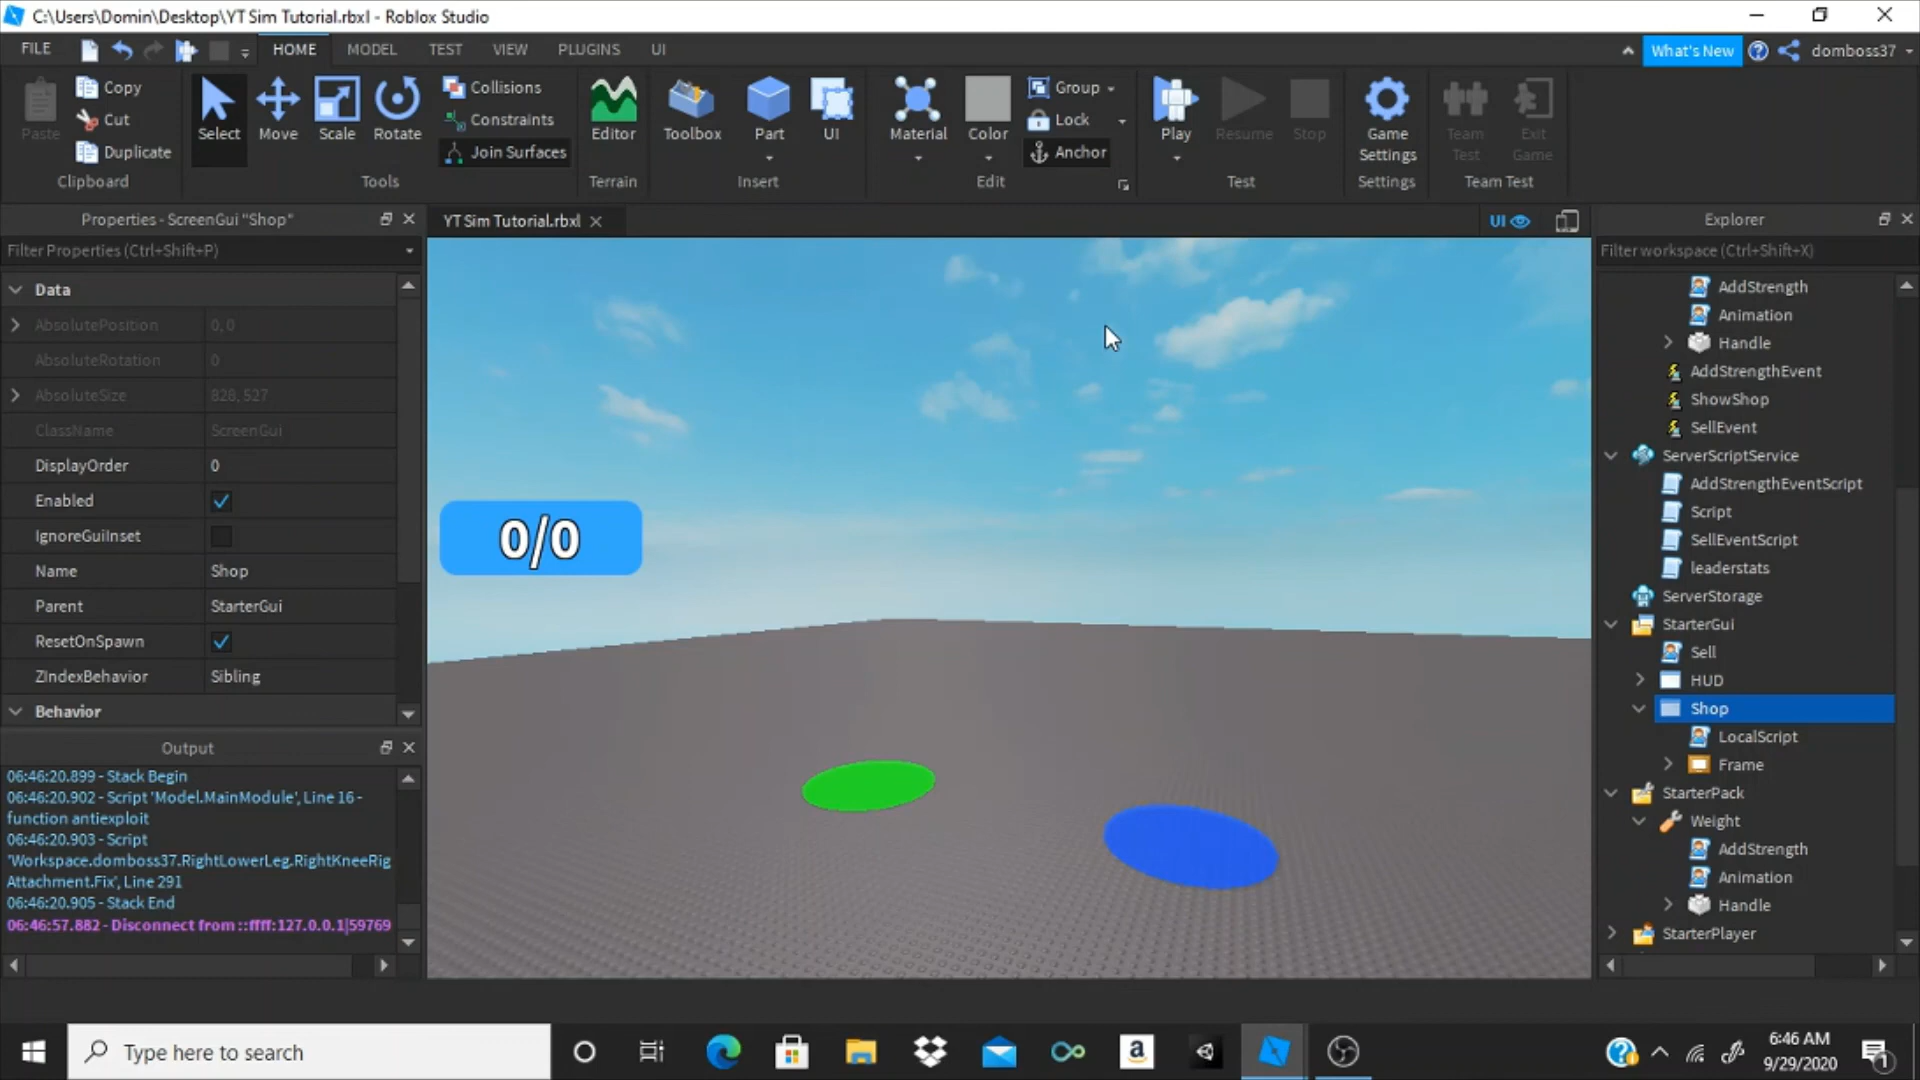 C:\Users\Domin\Desktop\YT Sim Tutorial.rbxl - Roblox Studio
FILE
HOME
MODEL
TEST
VIEW
PLUGINS
UI
What's New
domboss37
Paste
Copy
Cut
Duplicate
Clipboard
Select
Move
Scale
Rotate
Collisions
Constraints
Join Surfaces
Tools
Editor
Terrain
Toolbox
Part
UI
Insert
Material
Color
Group
Lock
Anchor
Edit
Play
Resume
Stop
Test
Game
Settings
Settings
Team
Test
Exit
Game
Team Test
Properties - ScreenGui "Shop"
Filter Properties (Ctrl+Shift+P)
Data
AbsolutePosition 0, 0
AbsoluteRotation 0
AbsoluteSize 828, 527
ClassName ScreenGui
DisplayOrder 0
Enabled
IgnoreGuiInset
Name Shop
Parent StarterGui
ResetOnSpawn
ZIndexBehavior Sibling
Behavior
Output
06:46:20.899 - Stack Begin
06:46:20.902 - Script 'Model.MainModule', Line 16 -
function antiexploit
06:46:20.903 - Script
'Workspace.domboss37.RightLowerLeg.RightKneeRig
Attachment.Fix', Line 291
06:46:20.905 - Stack End
06:46:57.882 - Disconnect from ::ffff:127.0.0.1|59769
YT Sim Tutorial.rbxl
UI
0/0
Explorer
Filter workspace (Ctrl+Shift+X)
AddStrength
Animation
Handle
AddStrengthEvent
ShowShop
SellEvent
ServerScriptService
AddStrengthEventScript
Script
SellEventScript
leaderstats
ServerStorage
StarterGui
Sell
HUD
Shop
LocalScript
Frame
StarterPack
Weight
AddStrength
Animation
Handle
StarterPlayer
Type here to search
a
6:46 AM
9/29/2020
1